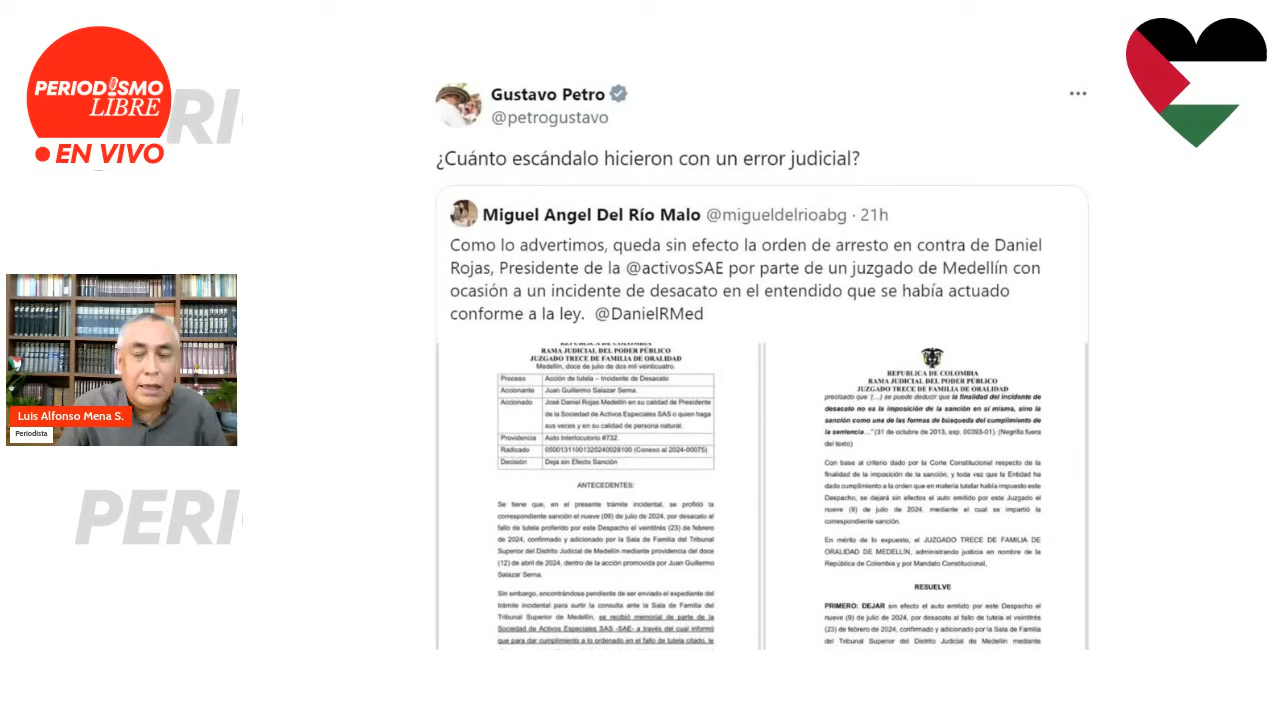 PERIODISMO
LIBRE
EN VIVO
RI
Luis Alfonso Mena S.
Periodista
PERI
Gustavo Petro
@petrogustavo
¿Cuánto escándalo hicieron con un error judicial?
Miguel Angel Del Río Malo @migueldelrioabg · 21h
Como lo advertimos, queda sin efecto la orden de arresto en contra de Daniel
Rojas, Presidente de la @activosSAE por parte de un juzgado de Medellín con
ocasión a un incidente de desacato en el entendido que se había actuado
conforme a la ley. @DanielRMed
REPUBLICA DE COLOMBIA
RAMA JUDICIAL DEL PODER PÚBLICO
JUZGADO TRECE DE FAMILIA DE ORALIDAD
Medellín, doce de julio de dos mil veinticuatro.
Proceso Acción de tutela – Incidente de Desacato
Accionante Juan Guillermo Salazar Serna.
Accionado José Daniel Rojas Medellín en su calidad de Presidente
de la Sociedad de Activos Especiales SAS o quien haga
sus veces y en su calidad de persona natural.
Providencia Auto Interlocutorio #732.
Radicado (Conexo al 2024-00075)
Decisión Deja sin Efecto Sanción
ANTECEDENTES:
Se tiene que, en el presente trámite incidental, se profirió la
correspondiente sanción el nueve (09) de julio de 2024, por desacato al
fallo de tutela proferido por este Despacho el veintitrés (23) de febrero
de 2024, confirmado y adicionado por la Sala de Familia del Tribunal
Superior del Distrito Judicial de Medellín mediante providencia del doce
(12) de abril de 2024, dentro de la acción promovida por Juan Guillermo
Salazar Serna.
Sin embargo, encontrándose pendiente de ser enviado el expediente del
trámite incidental para surtir la consulta ante la Sala de Familia del
Tribunal Superior de Medellín, se recibió memorial de parte de la
Sociedad de Activos Especiales SAS -SAE- a través del cual informó
que para dar cumplimiento a lo ordenado en el fallo de tutela citado, le
REPUBLICA DE COLOMBIA
RAMA JUDICIAL DEL PODER PÚBLICO
JUZGADO TRECE DE FAMILIA DE ORALIDAD
precisado que "(…) se puede deducir que la finalidad del incidente de
desacato no es la imposición de la sanción en sí misma, sino la
sanción como una de las formas de búsqueda del cumplimiento de
la sentencia…" (31 de octubre de 2013, exp. 00393-01). (Negrilla fuera
del texto)
Con base al criterio dado por la Corte Constitucional respecto de la
finalidad de la imposición de la sanción, y toda vez que la Entidad ha
dado cumplimiento a la orden que en materia tutelar había impuesto este
Despacho, se dejará sin efectos el auto emitido por este Juzgado el
nueve (9) de julio de 2024, mediante el cual se impartió la
correspondiente sanción.
En mérito de lo expuesto, el JUZGADO TRECE DE FAMILIA DE
ORALIDAD DE MEDELLÍN, administrando justicia en nombre de la
República de Colombia y por Mandato Constitucional,
RESUELVE
PRIMERO: DEJAR sin efecto el auto emitido por este Despacho el
nueve (9) de julio de 2024, por desacato al fallo de tutela el veintitrés
(23) de febrero de 2024, confirmado y adicionado por la Sala de Familia
del Tribunal Superior del Distrito Judicial de Medellín mediante